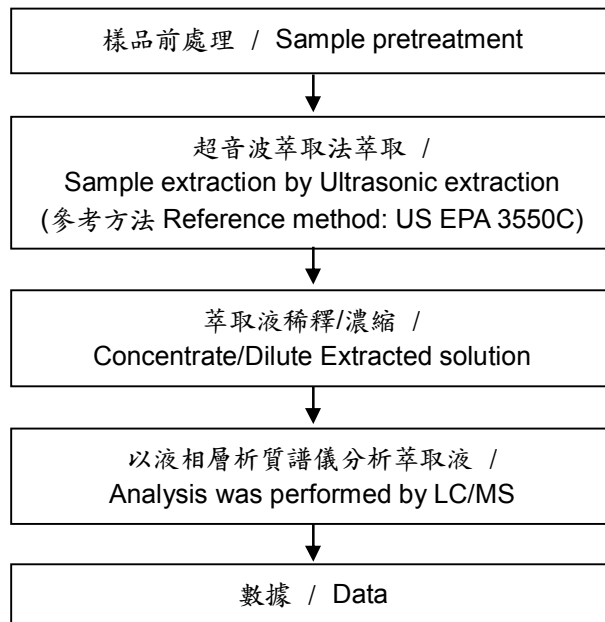 樣品前處理 / Sample pretreatment
超音波萃取法萃取 /
Sample extraction by Ultrasonic extraction
(參考方法 Reference method: US EPA 3550C)
萃取液稀釋/濃縮 /
Concentrate/Dilute Extracted solution
以液相層析質譜儀分析萃取液 /
Analysis was performed by LC/MS
數據 / Data